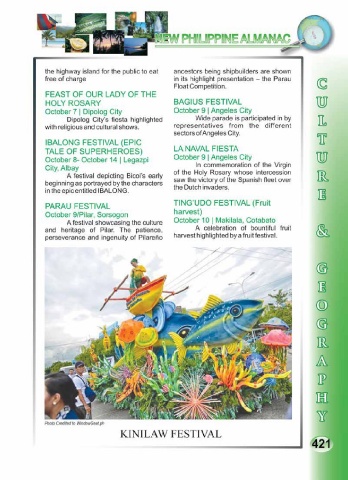 NEW PHILIPPINE ALMANAC
the highway island for the public to eat
free of charge
FEAST OF OUR LADY OF THE
HOLY ROSARY
October 7 | Dipolog City
Dipolog City's fiesta highlighted
with religious and cultural shows.
IBALONG FESTIVAL (EPIC
TALE OF SUPERHEROES)
October 8- October 14 | Legazpi
City, Albay
A festival depicting Bicol's early
beginning as portrayed by the characters
in the epic entitled IBALONG.
PARAU FESTIVAL
October 9/Pilar, Sorsogon
A festival showcasing the culture
and heritage of Pilar. The patience,
perseverance and ingenuity of Pilareño
ancestors being shipbuilders are shown
in its highlight presentation – the Parau
Float Competition.
BAGIUS FESTIVAL
October 9 | Angeles City
Wide parade is participated in by
representatives from the different
sectors of Angeles City.
LA NAVAL FIESTA
October 9 | Angeles City
In commemoration of the Virgin
of the Holy Rosary whose intercession
saw the victory of the Spanish fleet over
the Dutch invaders.
TING'UDO FESTIVAL (Fruit
harvest)
October 10 | Makilala, Cotabato
A celebration of bountiful fruit
harvest highlighted by a fruit festival.
Photo Credited to WindowSeat.ph
KINILAW FESTIVAL
CULTURE & GEOGRAPHY
421